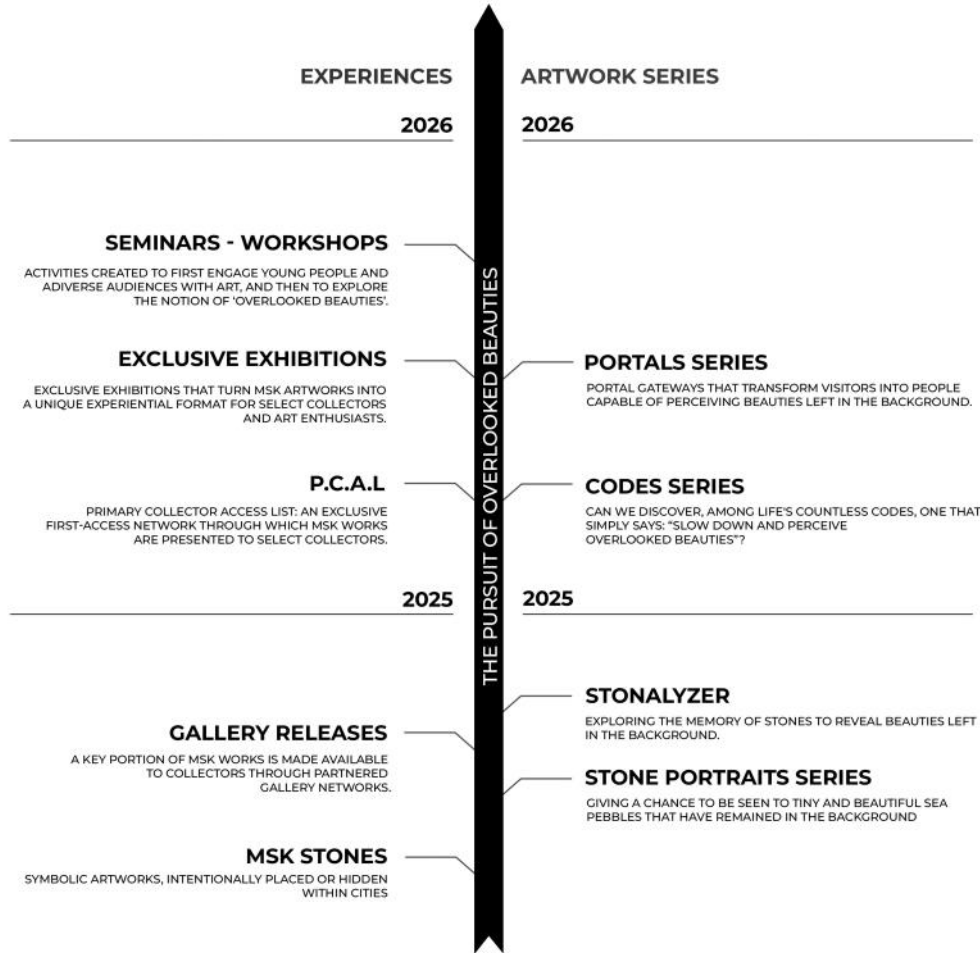 EXPERIENCES
2026
SEMINARS - WORKSHOPS
ACTIVITIES CREATED TO FIRST ENGAGE YOUNG PEOPLE AND
ADIVERSE AUDIENCES WITH ART, AND THEN TO EXPLORE
THE NOTION OF ‘OVERLOOKED BEAUTIES’.
EXCLUSIVE EXHIBITIONS
EXCLUSIVE EXHIBITIONS THAT TURN MSK ARTWORKS INTO
A UNIQUE EXPERIENTIAL FORMAT FOR SELECT COLLECTORS
AND ART ENTHUSIASTS.
P.C.A.L
PRIMARY COLLECTOR ACCESS LIST: AN EXCLUSIVE
FIRST-ACCESS NETWORK THROUGH WHICH MSK WORKS
ARE PRESENTED TO SELECT COLLECTORS.
2025
GALLERY RELEASES
A KEY PORTION OF MSK WORKS IS MADE AVAILABLE
TO COLLECTORS THROUGH PARTNERED
GALLERY NETWORKS.
MSK STONES
SYMBOLIC ARTWORKS, INTENTIONALLY PLACED OR HIDDEN
WITHIN CITIES
THE PURSUIT OF OVERLOOKED BEAUTIES
ARTWORK SERIES
2026
PORTALS SERIES
PORTAL GATEWAYS THAT TRANSFORM VISITORS INTO PEOPLE
CAPABLE OF PERCEIVING BEAUTIES LEFT IN THE BACKGROUND.
CODES SERIES
CAN WE DISCOVER, AMONG LIFE'S COUNTLESS CODES, ONE THAT
SIMPLY SAYS: “SLOW DOWN AND PERCEIVE
OVERLOOKED BEAUTIES”?
2025
STONALYZER
EXPLORING THE MEMORY OF STONES TO REVEAL BEAUTIES LEFT
IN THE BACKGROUND.
STONE PORTRAITS SERIES
GIVING A CHANCE TO BE SEEN TO TINY AND BEAUTIFUL SEA
PEBBLES THAT HAVE REMAINED IN THE BACKGROUND